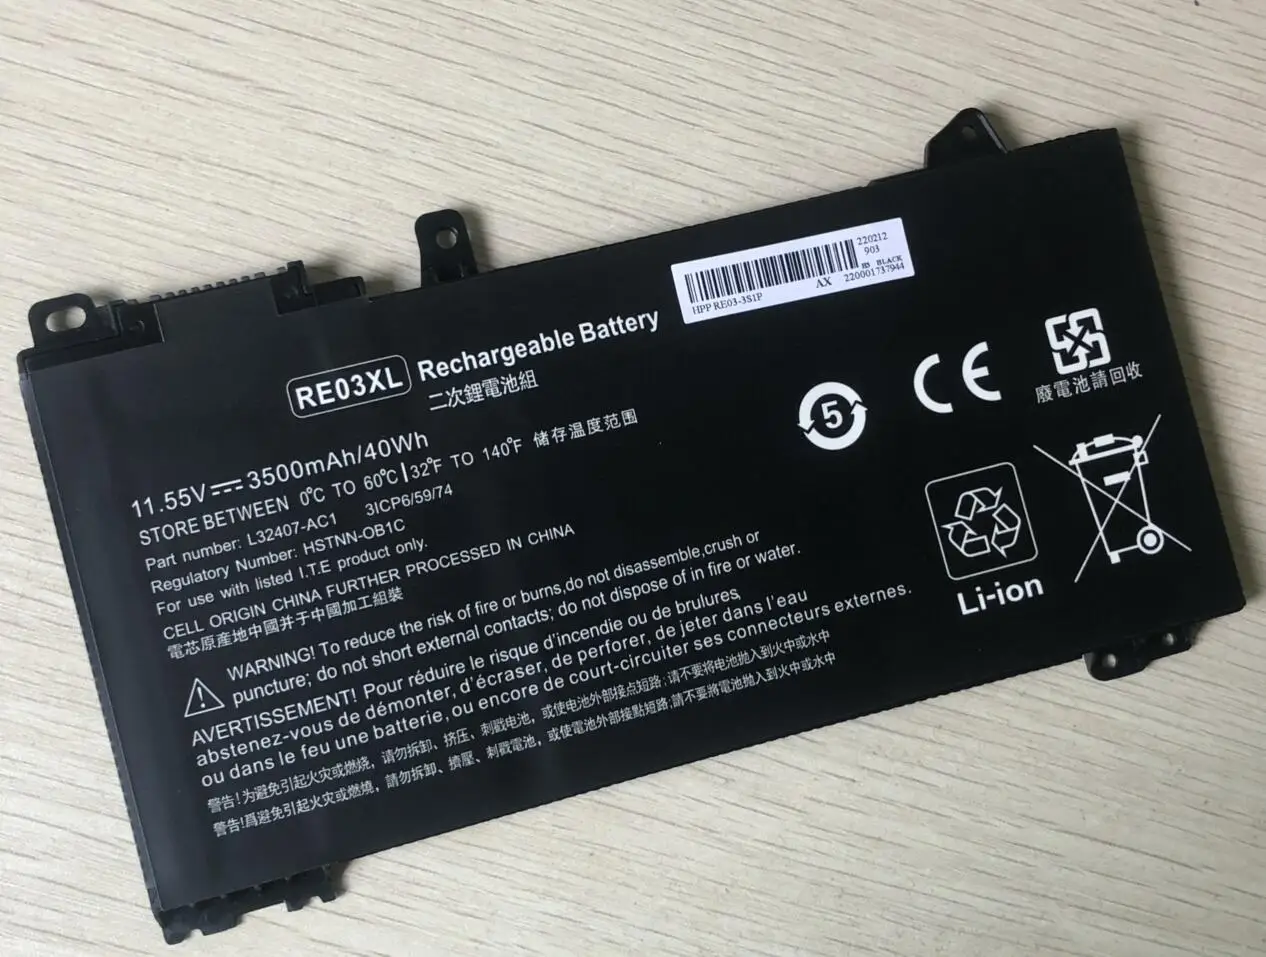 220212
903
HPP RE03-3S1P AX HS BLACK
220001737944
RE03XL Rechargeable Battery
二次鋰電池組
11.55V 3500mAh/40Wh
STORE BETWEEN 0°C TO 60°C|32°F TO 140°F 储存温度范围
Part number: L32407-AC1 3ICP6/59/74
Regulatory Number: HSTNN-OB1C
For use with listed I.T.E product only.
CELL ORIGIN CHINA FURTHER PROCESSED IN CHINA
電芯原産地中國并于中國加工組裝
WARNING! To reduce the risk of fire or burns,do not disassemble,crush or
puncture; do not short external contacts; do not dispose of in fire or water.
AVERTISSEMENT! Pour réduire le risque d'incendie ou de brulures,
abstenez-vous de démonter, d'écraser, de perforer, de jeter dans l'eau
ou dans le feu une batterie, ou encore de court-circuiter ses connecteurs externes.
警告!为避免引起火灾或燃烧，请勿拆卸、挤压、刺戳电池，或使电池外部接点短路;请不要将电池抛入到火中或水中
警告!爲避免引起火灾或燃燒，請勿拆卸、擠壓、刺戳電池，或使電池外部接點短路;請不要將電池抛入到火中或水中
5
CE
廢電池請回收
Li-ion